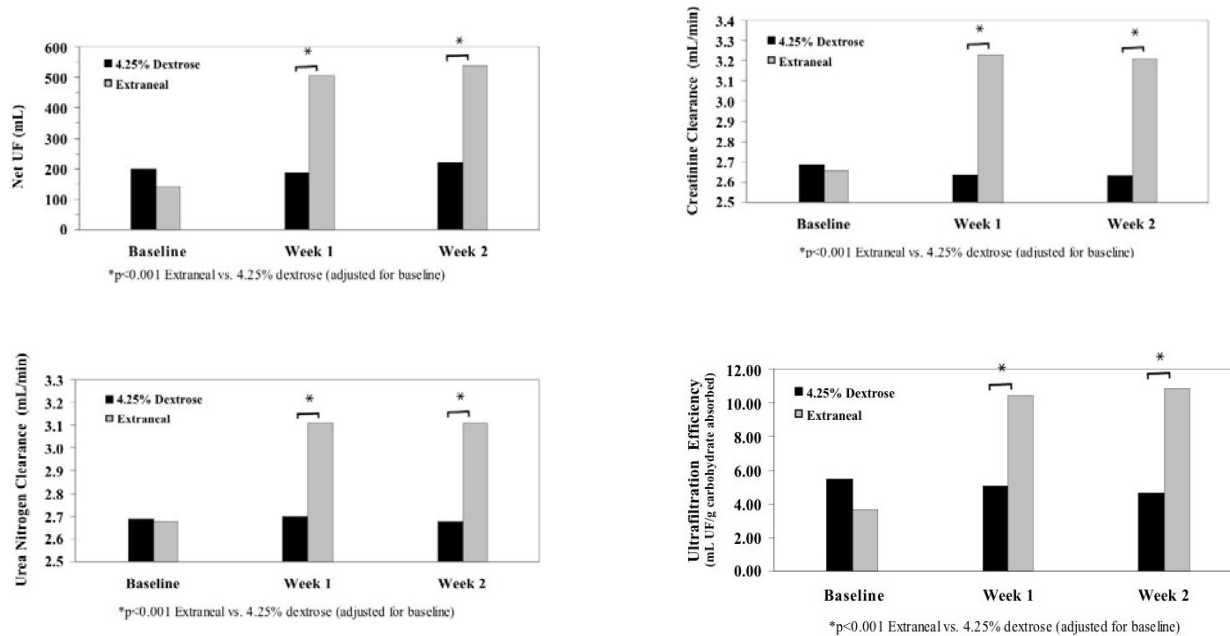 Net UF (mL)
600
500
400
300
200
100
0
4.25% Dextrose
Extraneal
*
*
Baseline
Week 1
Week 2
*p<0.001 Extraneal vs. 4.25% dextrose (adjusted for baseline)
Creatinine Clearance (mL/min)
3.4
3.3
3.2
3.1
3.0
2.9
2.8
2.7
2.6
2.5
4.25% Dextrose
Extraneal
*
*
Baseline
Week 1
Week 2
*p<0.001 Extraneal vs. 4.25% dextrose (adjusted for baseline)
Urea Nitrogen Clearance (mL/min)
3.3
3.2
3.1
3.0
2.9
2.8
2.7
2.6
2.5
4.25% Dextrose
Extraneal
*
*
Baseline
Week 1
Week 2
*p<0.001 Extraneal vs. 4.25% dextrose (adjusted for baseline)
Ultrafiltration Efficiency
(mL UF/g carbohydrate absorbed)
12.00
10.00
8.00
6.00
4.00
2.00
0.00
4.25% Dextrose
Extraneal
*
*
Baseline
Week 1
Week 2
*p<0.001 Extraneal vs. 4.25% dextrose (adjusted for baseline)